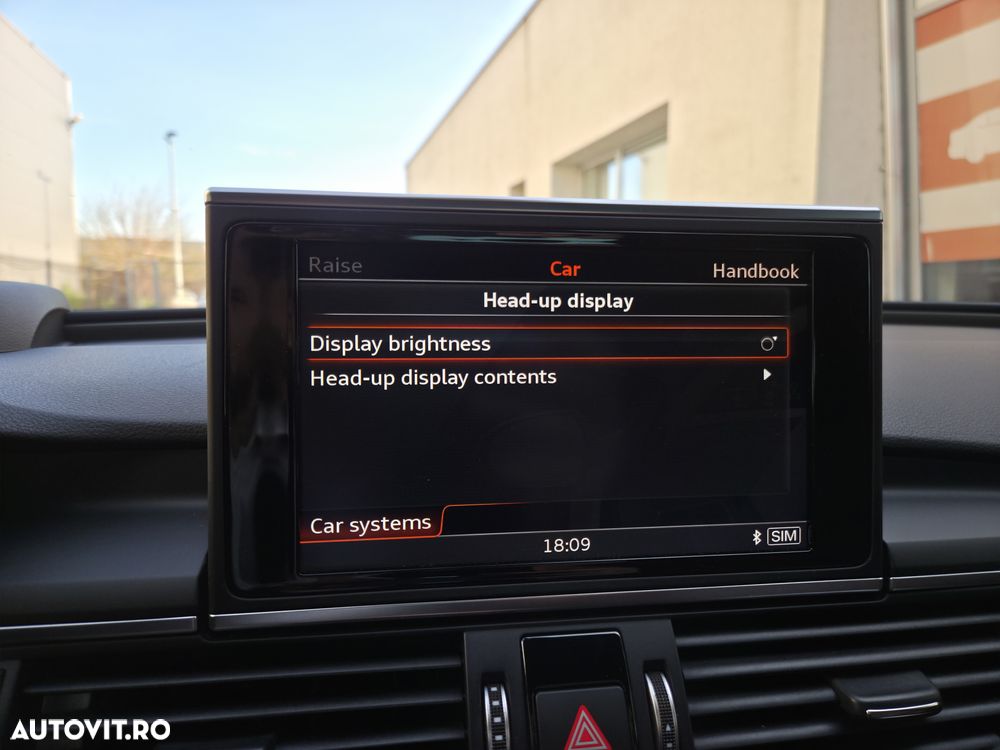 Raise Car Handbook
Head-up display
Display brightness
Head-up display contents
Car systems
18:09 SIM
AUTOVIT.RO